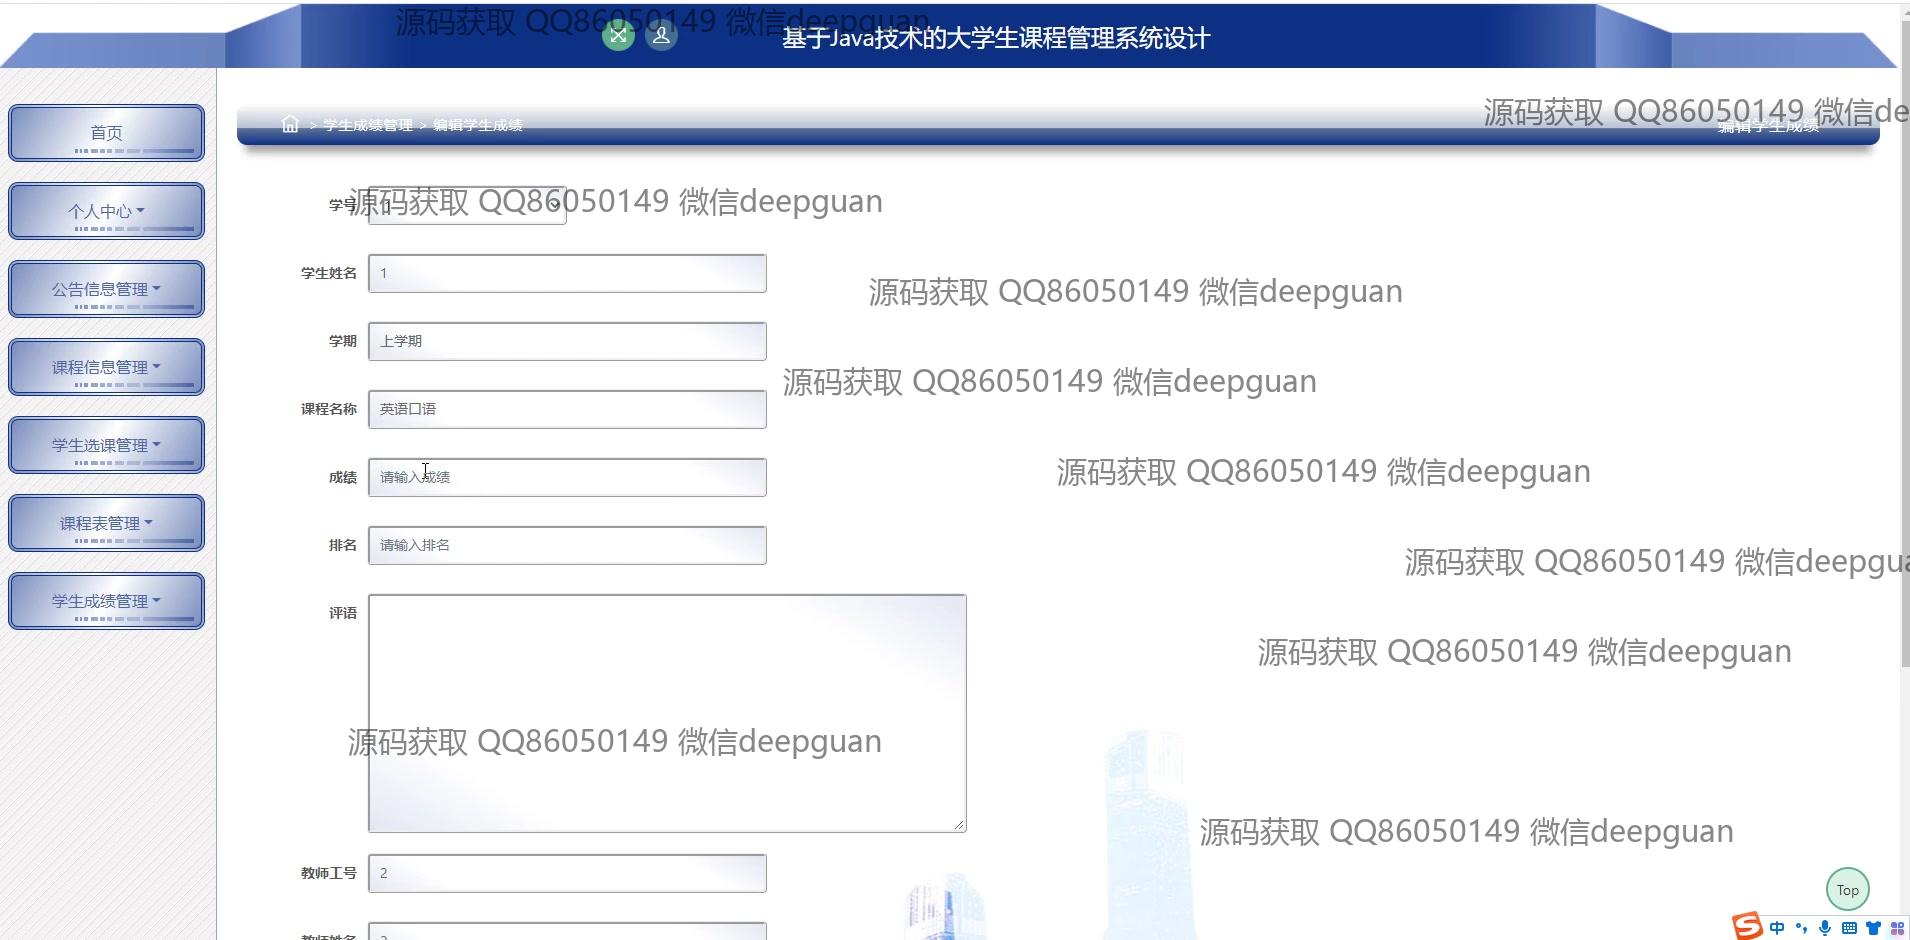 源码获取 QQ86050149 微信deepguan
基于Java技术的大学生课程管理系统设计
源码获取 QQ86050149 微信de
首页
> 学生成绩管理 > 编辑学生成绩
编辑学生成绩
个人中心
学号
源码获取 QQ86050149 微信deepguan
公告信息管理
学生姓名
1
源码获取 QQ86050149 微信deepguan
学期
上学期
课程信息管理
源码获取 QQ86050149 微信deepguan
课程名称
英语口语
学生选课管理
成绩
请输入成绩
源码获取 QQ86050149 微信deepguan
课程表管理
排名
请输入排名
源码获取 QQ86050149 微信deepgua
学生成绩管理
评语
源码获取 QQ86050149 微信deepguan
源码获取 QQ86050149 微信deepguan
源码获取 QQ86050149 微信deepguan
教师工号
2
Top
教师姓名
中